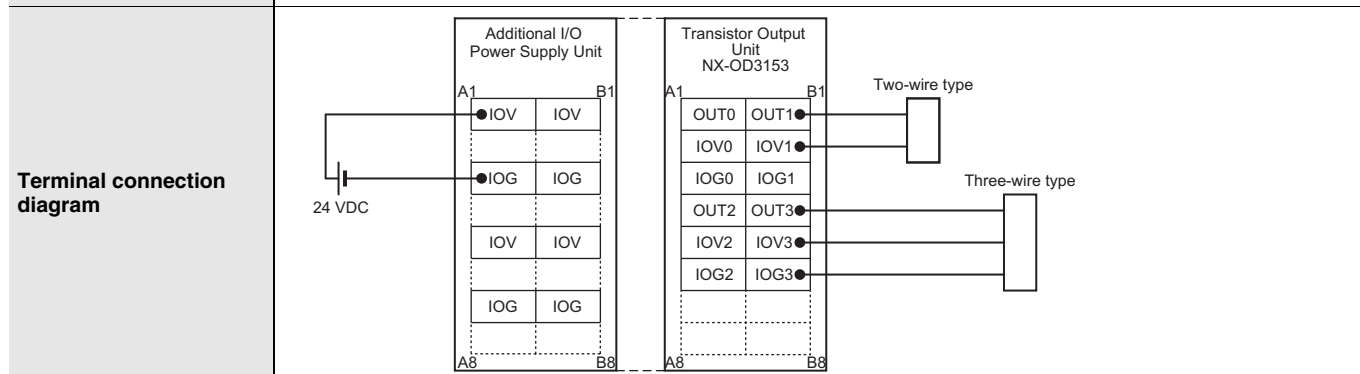 Terminal connection
diagram
24 VDC
Additional I/O
Power Supply Unit
A1 B1
IOV IOV
IOG IOG
IOV IOV
IOG IOG
A8 B8
Transistor Output
Unit
NX-OD3153
A1 B1
OUT0 OUT1
IOV0 IOV1
IOG0 IOG1
OUT2 OUT3
IOV2 IOV3
IOG2 IOG3
A8 B8
Two-wire type
Three-wire type